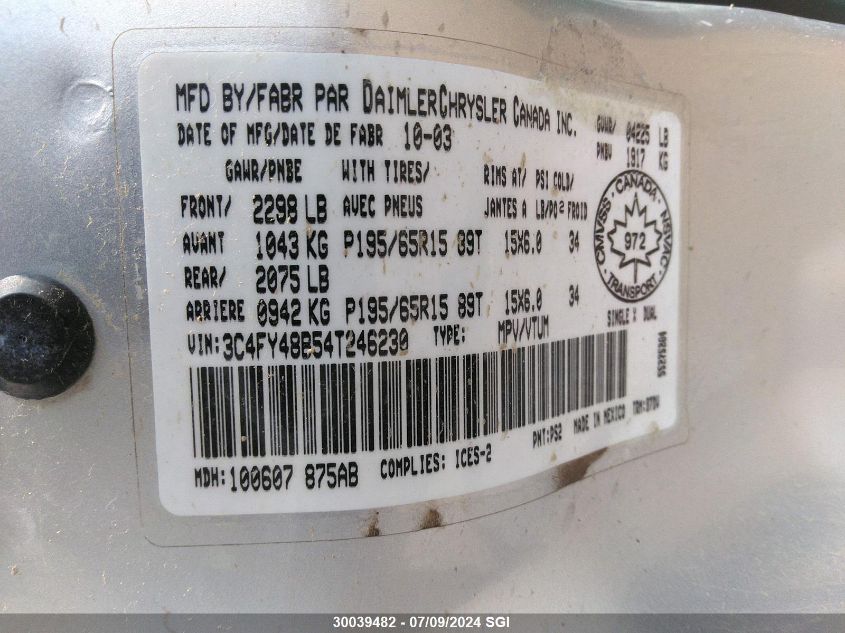 MFD BY/FABR PAR DAIMLERCHRYSLER CANADA INC.
DATE OF MFG/DATE DE FABR 10-03
GVWR/ 04225 LB
PNBV 1917 KG
GAWR/PNBE WITH TIRES/ RIMS AT/ PSI COLD/
FRONT/ 2298 LB AVEC PNEUS JANTES A LB/PO² FROID
AVANT 1043 KG P195/65R15 89T 15X6.0 34
REAR/ 2075 LB
ARRIERE 0942 KG P195/65R15 89T 15X6.0 34
CANADA
CMVSS NSVAC
972
TRANSPORT
SINGLE X DUAL
VIN:3C4FY48B54T246230 TYPE: MPV/VTUM
MDH:100607 875AB COMPLIES: ICES-2 PNT:PS2 MADE IN MEXICO
30039482 / 07/09/2024 SGI